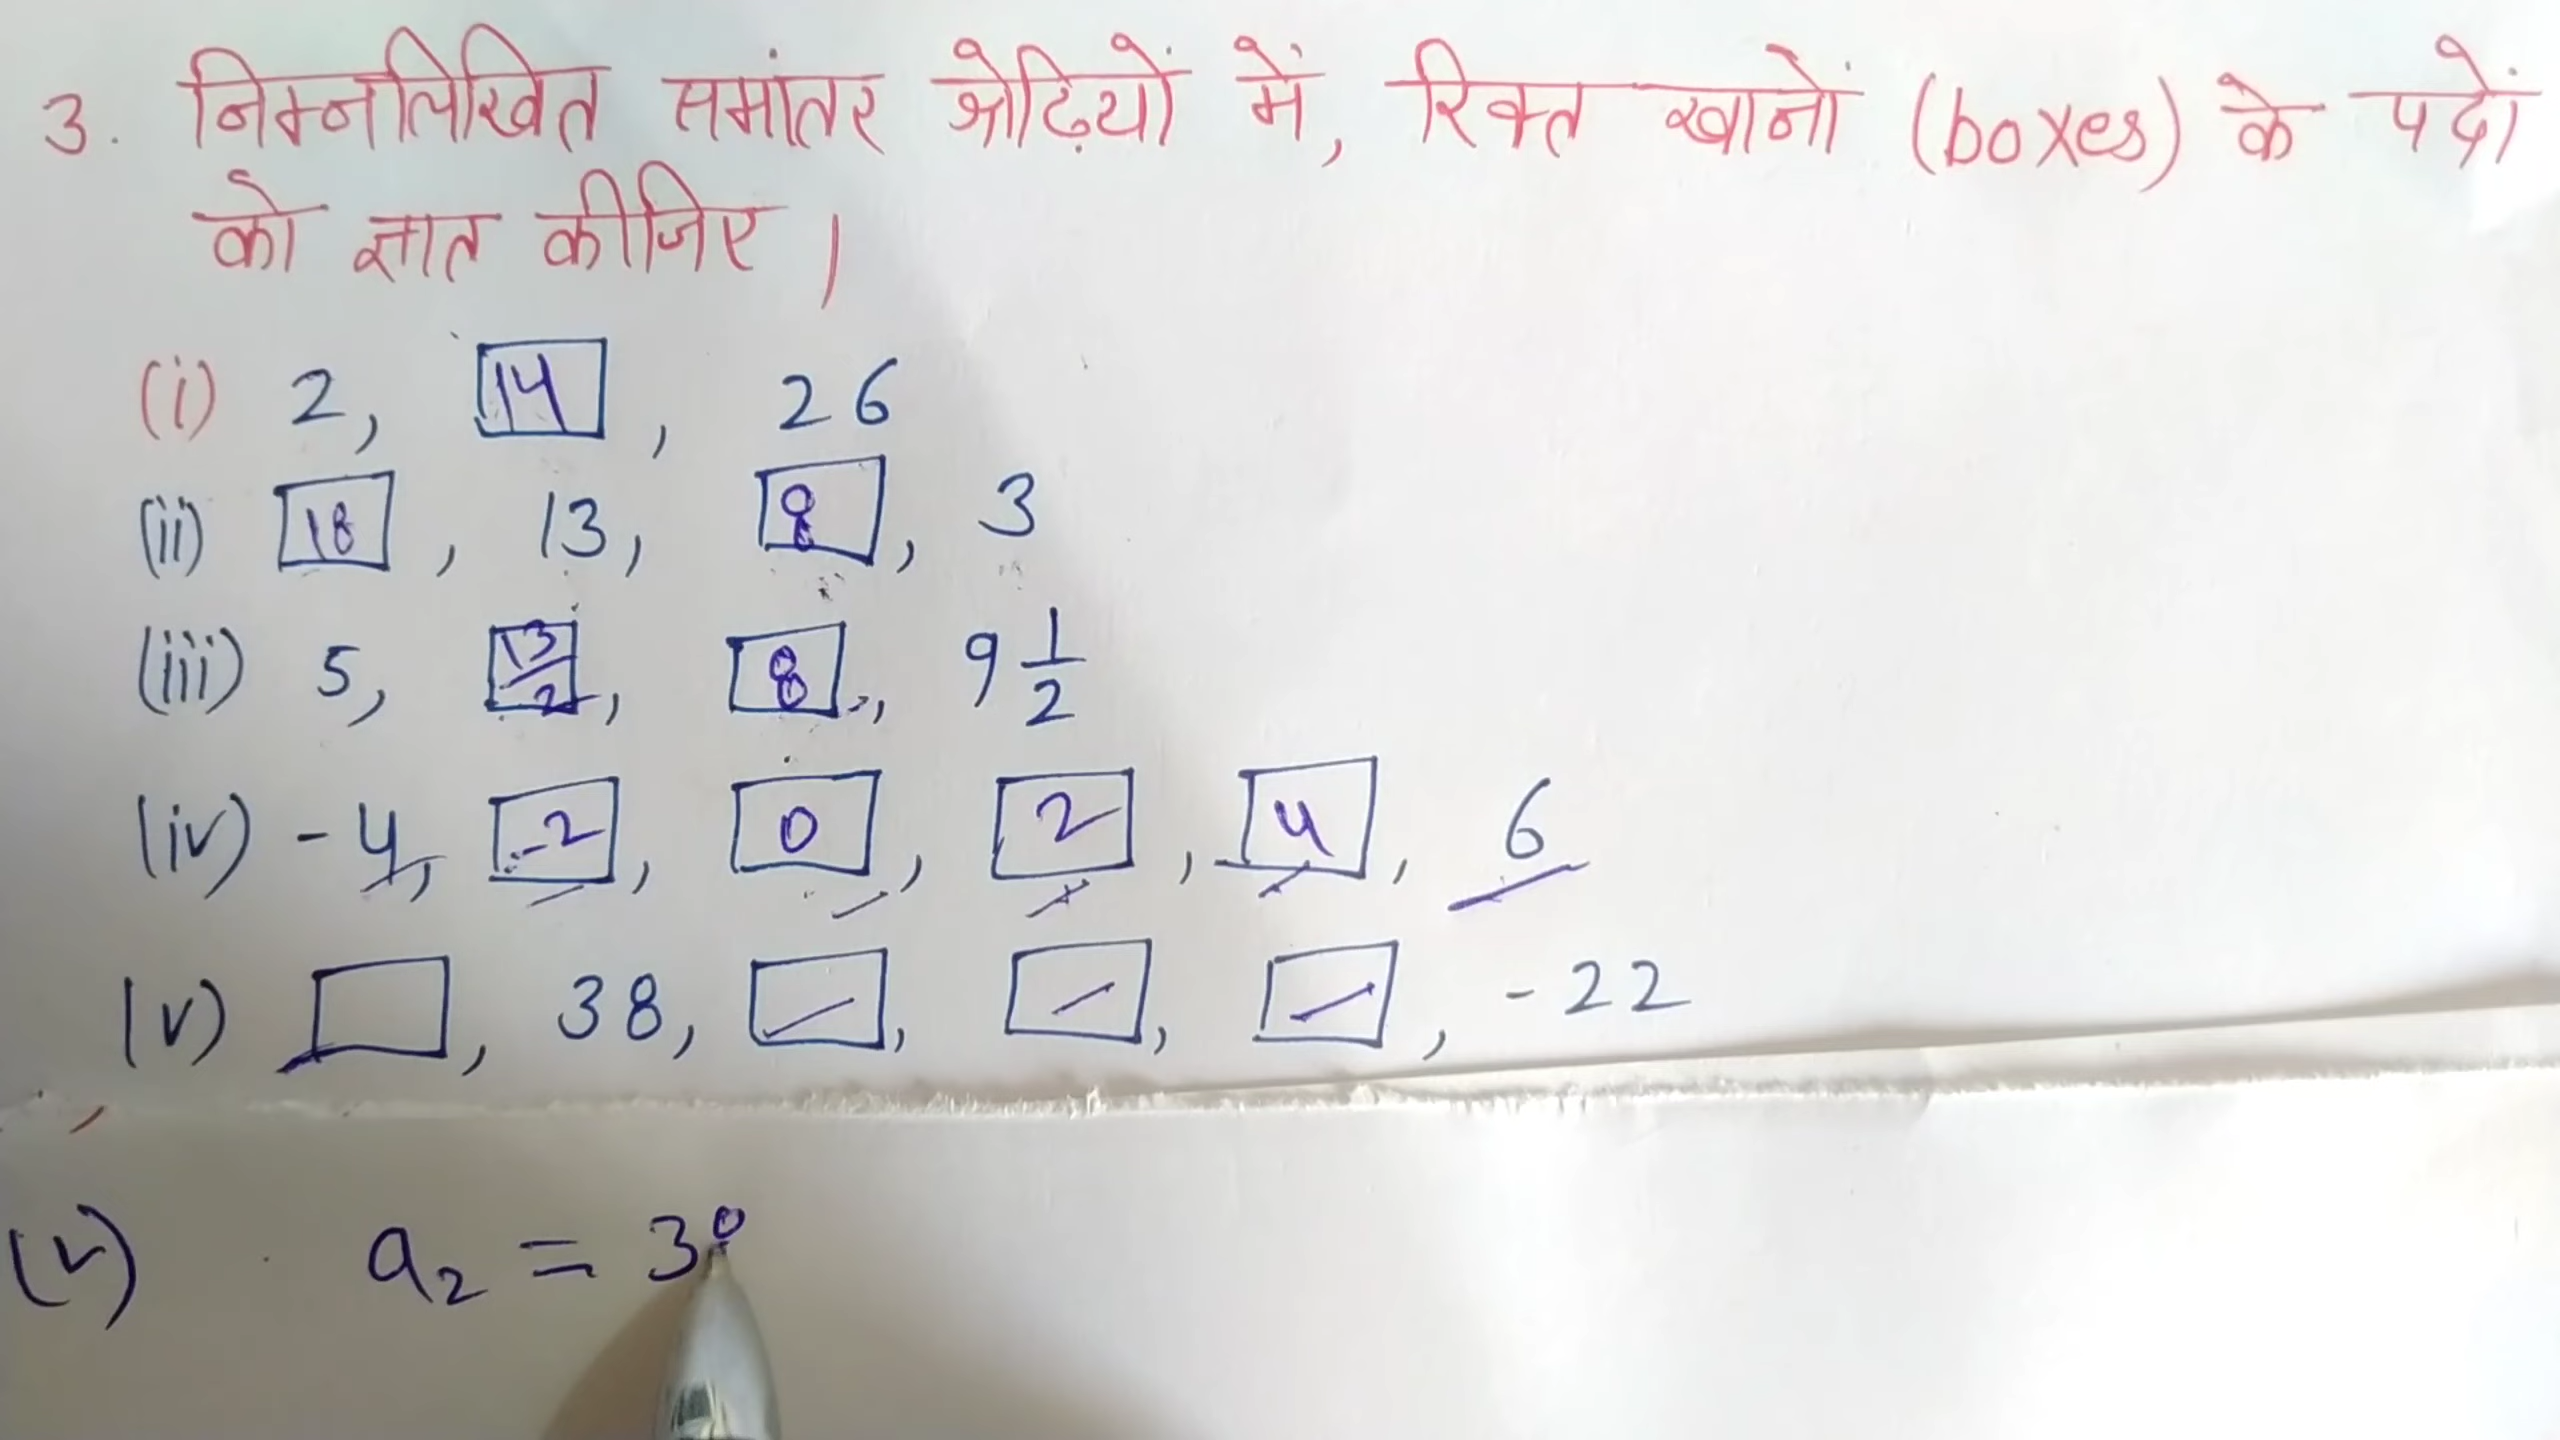 3. निम्नलिखित समांतर श्रेढ़ियों में, रिक्त खानों (boxes) के पदों
को ज्ञात कीजिए।
(i) 2, 14, 26
(ii) 18, 13, 8, 3
(iii) 5, 13/2, 8, 9 1/2
(iv) -4, -2, 0, 2, 4, 6
(v) , 38, , , , -22
(v) a₂ = 38